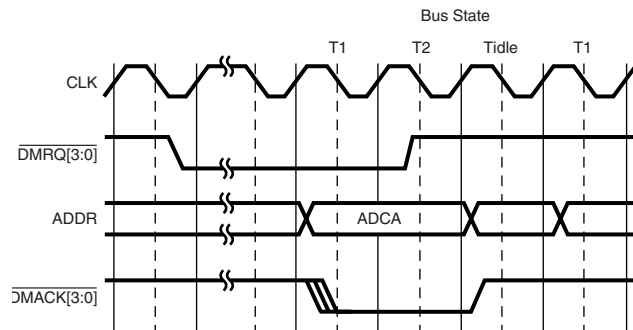 Bus State
T1 T2 Tidle T1
CLK
DMRQ[3:0]
ADDR
ADCA
DMACK[3:0]